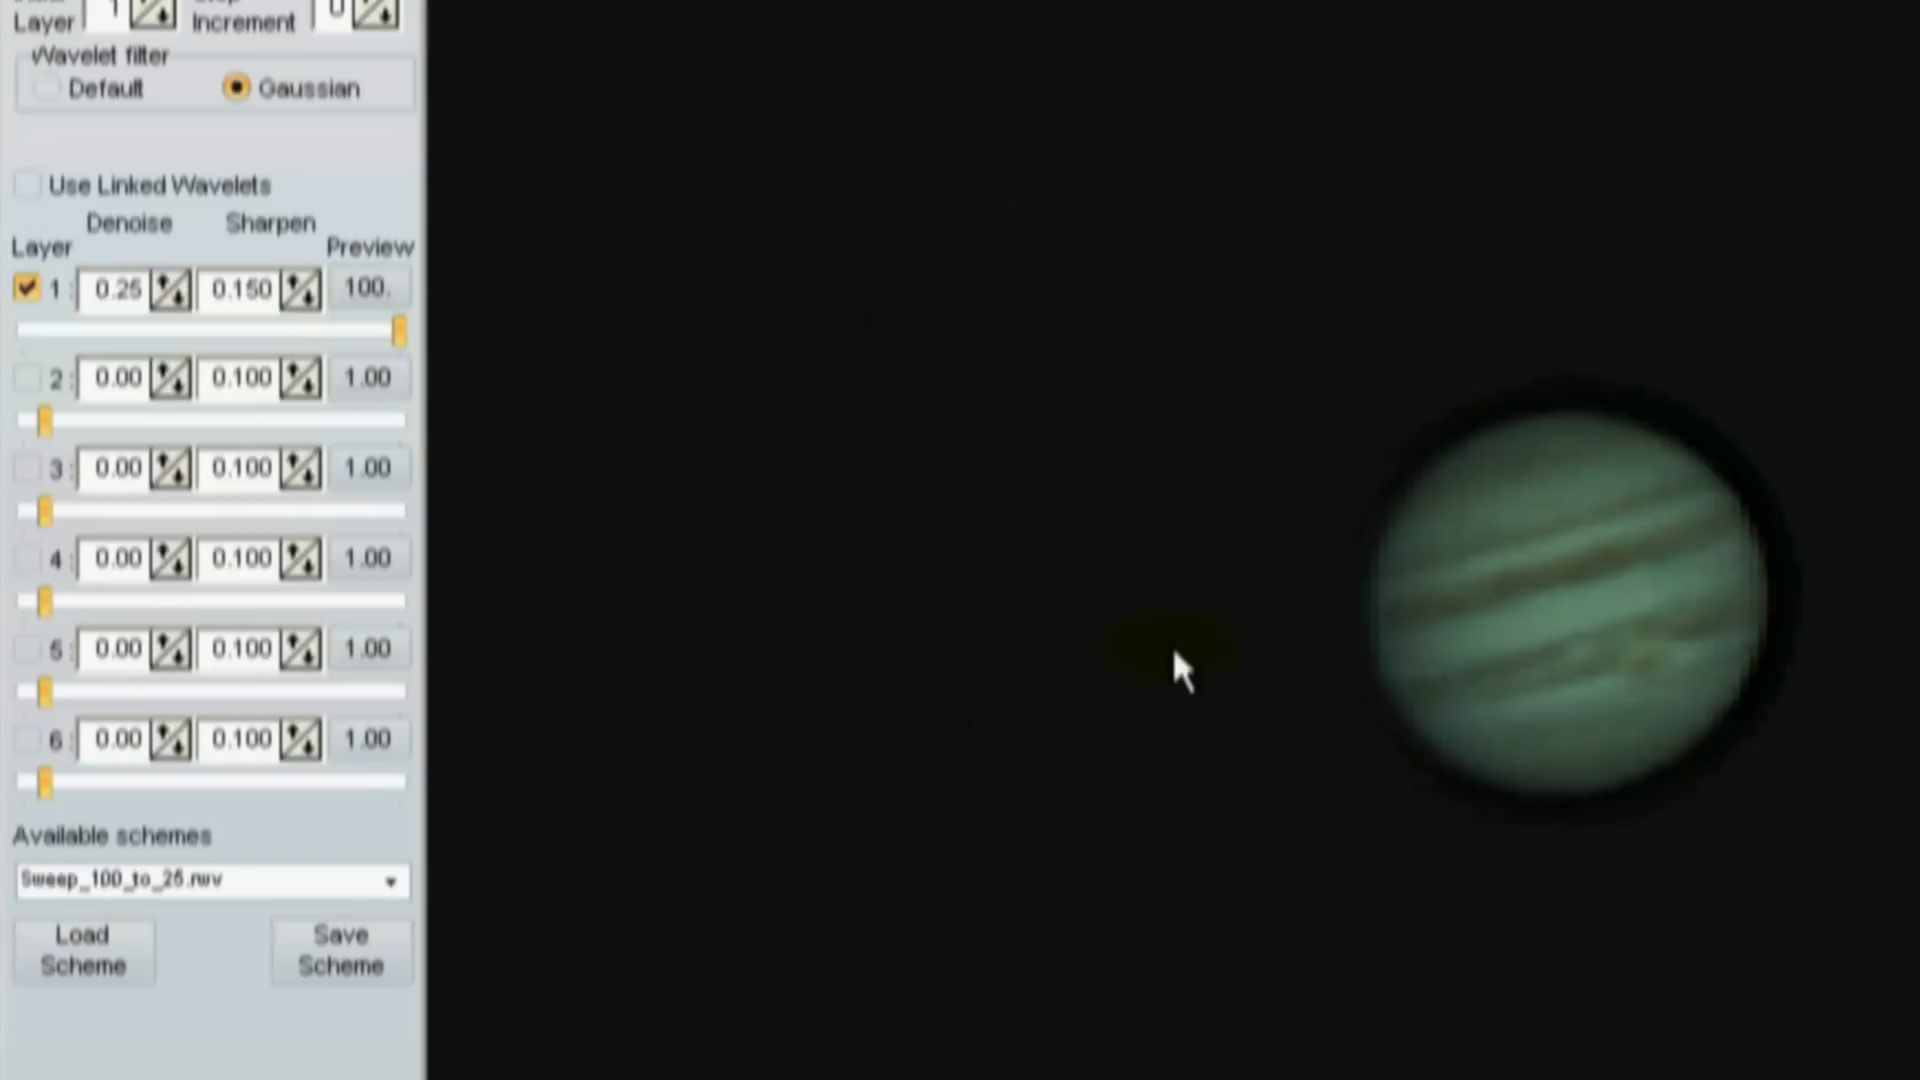 Layer 1 Increment 0
Wavelet filter
Default Gaussian
Use Linked Wavelets
Denoise Sharpen
Layer Preview
1 : 0.25 0.150 100.
2 : 0.00 0.100 1.00
3 : 0.00 0.100 1.00
4 : 0.00 0.100 1.00
5 : 0.00 0.100 1.00
6 : 0.00 0.100 1.00
Available schemes
Sweep_100_to_25.rwv
Load Save
Scheme Scheme